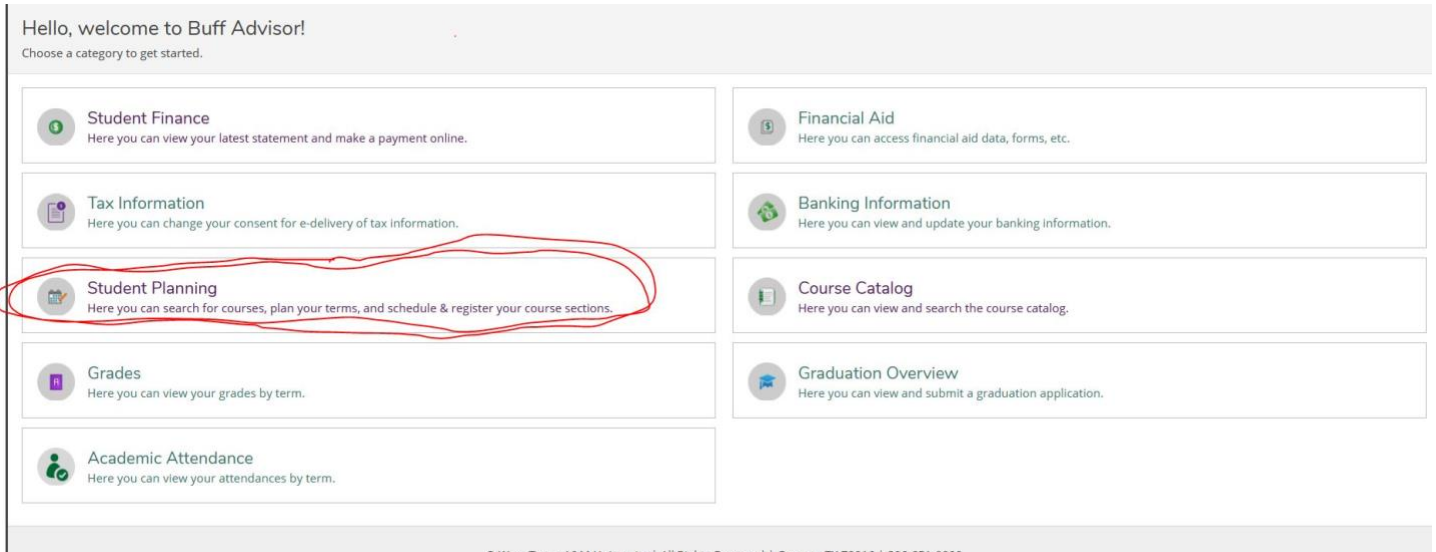 Hello, welcome to Buff Advisor!
Choose a category to get started.
Student Finance
Here you can view your latest statement and make a payment online.
Financial Aid
Here you can access financial aid data, forms, etc.
Tax Information
Here you can change your consent for e-delivery of tax information.
Banking Information
Here you can view and update your banking information.
Student Planning
Here you can search for courses, plan your terms, and schedule & register your course sections.
Course Catalog
Here you can view and search the course catalog.
Grades
Here you can view your grades by term.
Graduation Overview
Here you can view and submit a graduation application.
Academic Attendance
Here you can view your attendances by term.